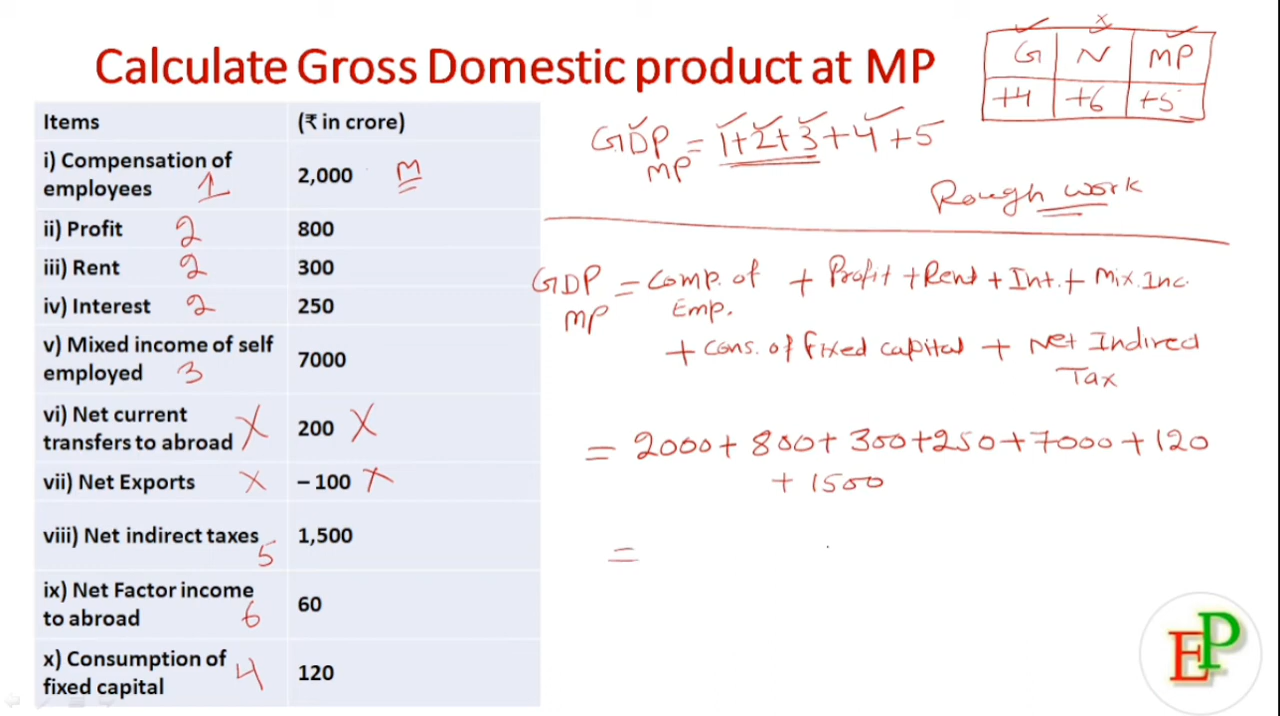 Calculate Gross Domestic product at MP
G N MP
+4 +6 +5
Items (₹ in crore)
i) Compensation of
employees 1 2,000 M
ii) Profit 2 800
iii) Rent 2 300
iv) Interest 2 250
v) Mixed income of self
employed 3 7000
vi) Net current
transfers to abroad X 200 X
vii) Net Exports X – 100 X
viii) Net indirect taxes 5 1,500
ix) Net Factor income
to abroad 6 60
x) Consumption of
fixed capital 4 120
GDP = 1+2+3+4+5
MP
Rough work
GDP = Comp. of + Profit + Rent + Int. + Mix. Inc.
MP Emp.
+ Cons. of fixed capital + Net Indirect
Tax
= 2000 + 800 + 300 + 250 + 7000 + 120
+ 1500
=
EP